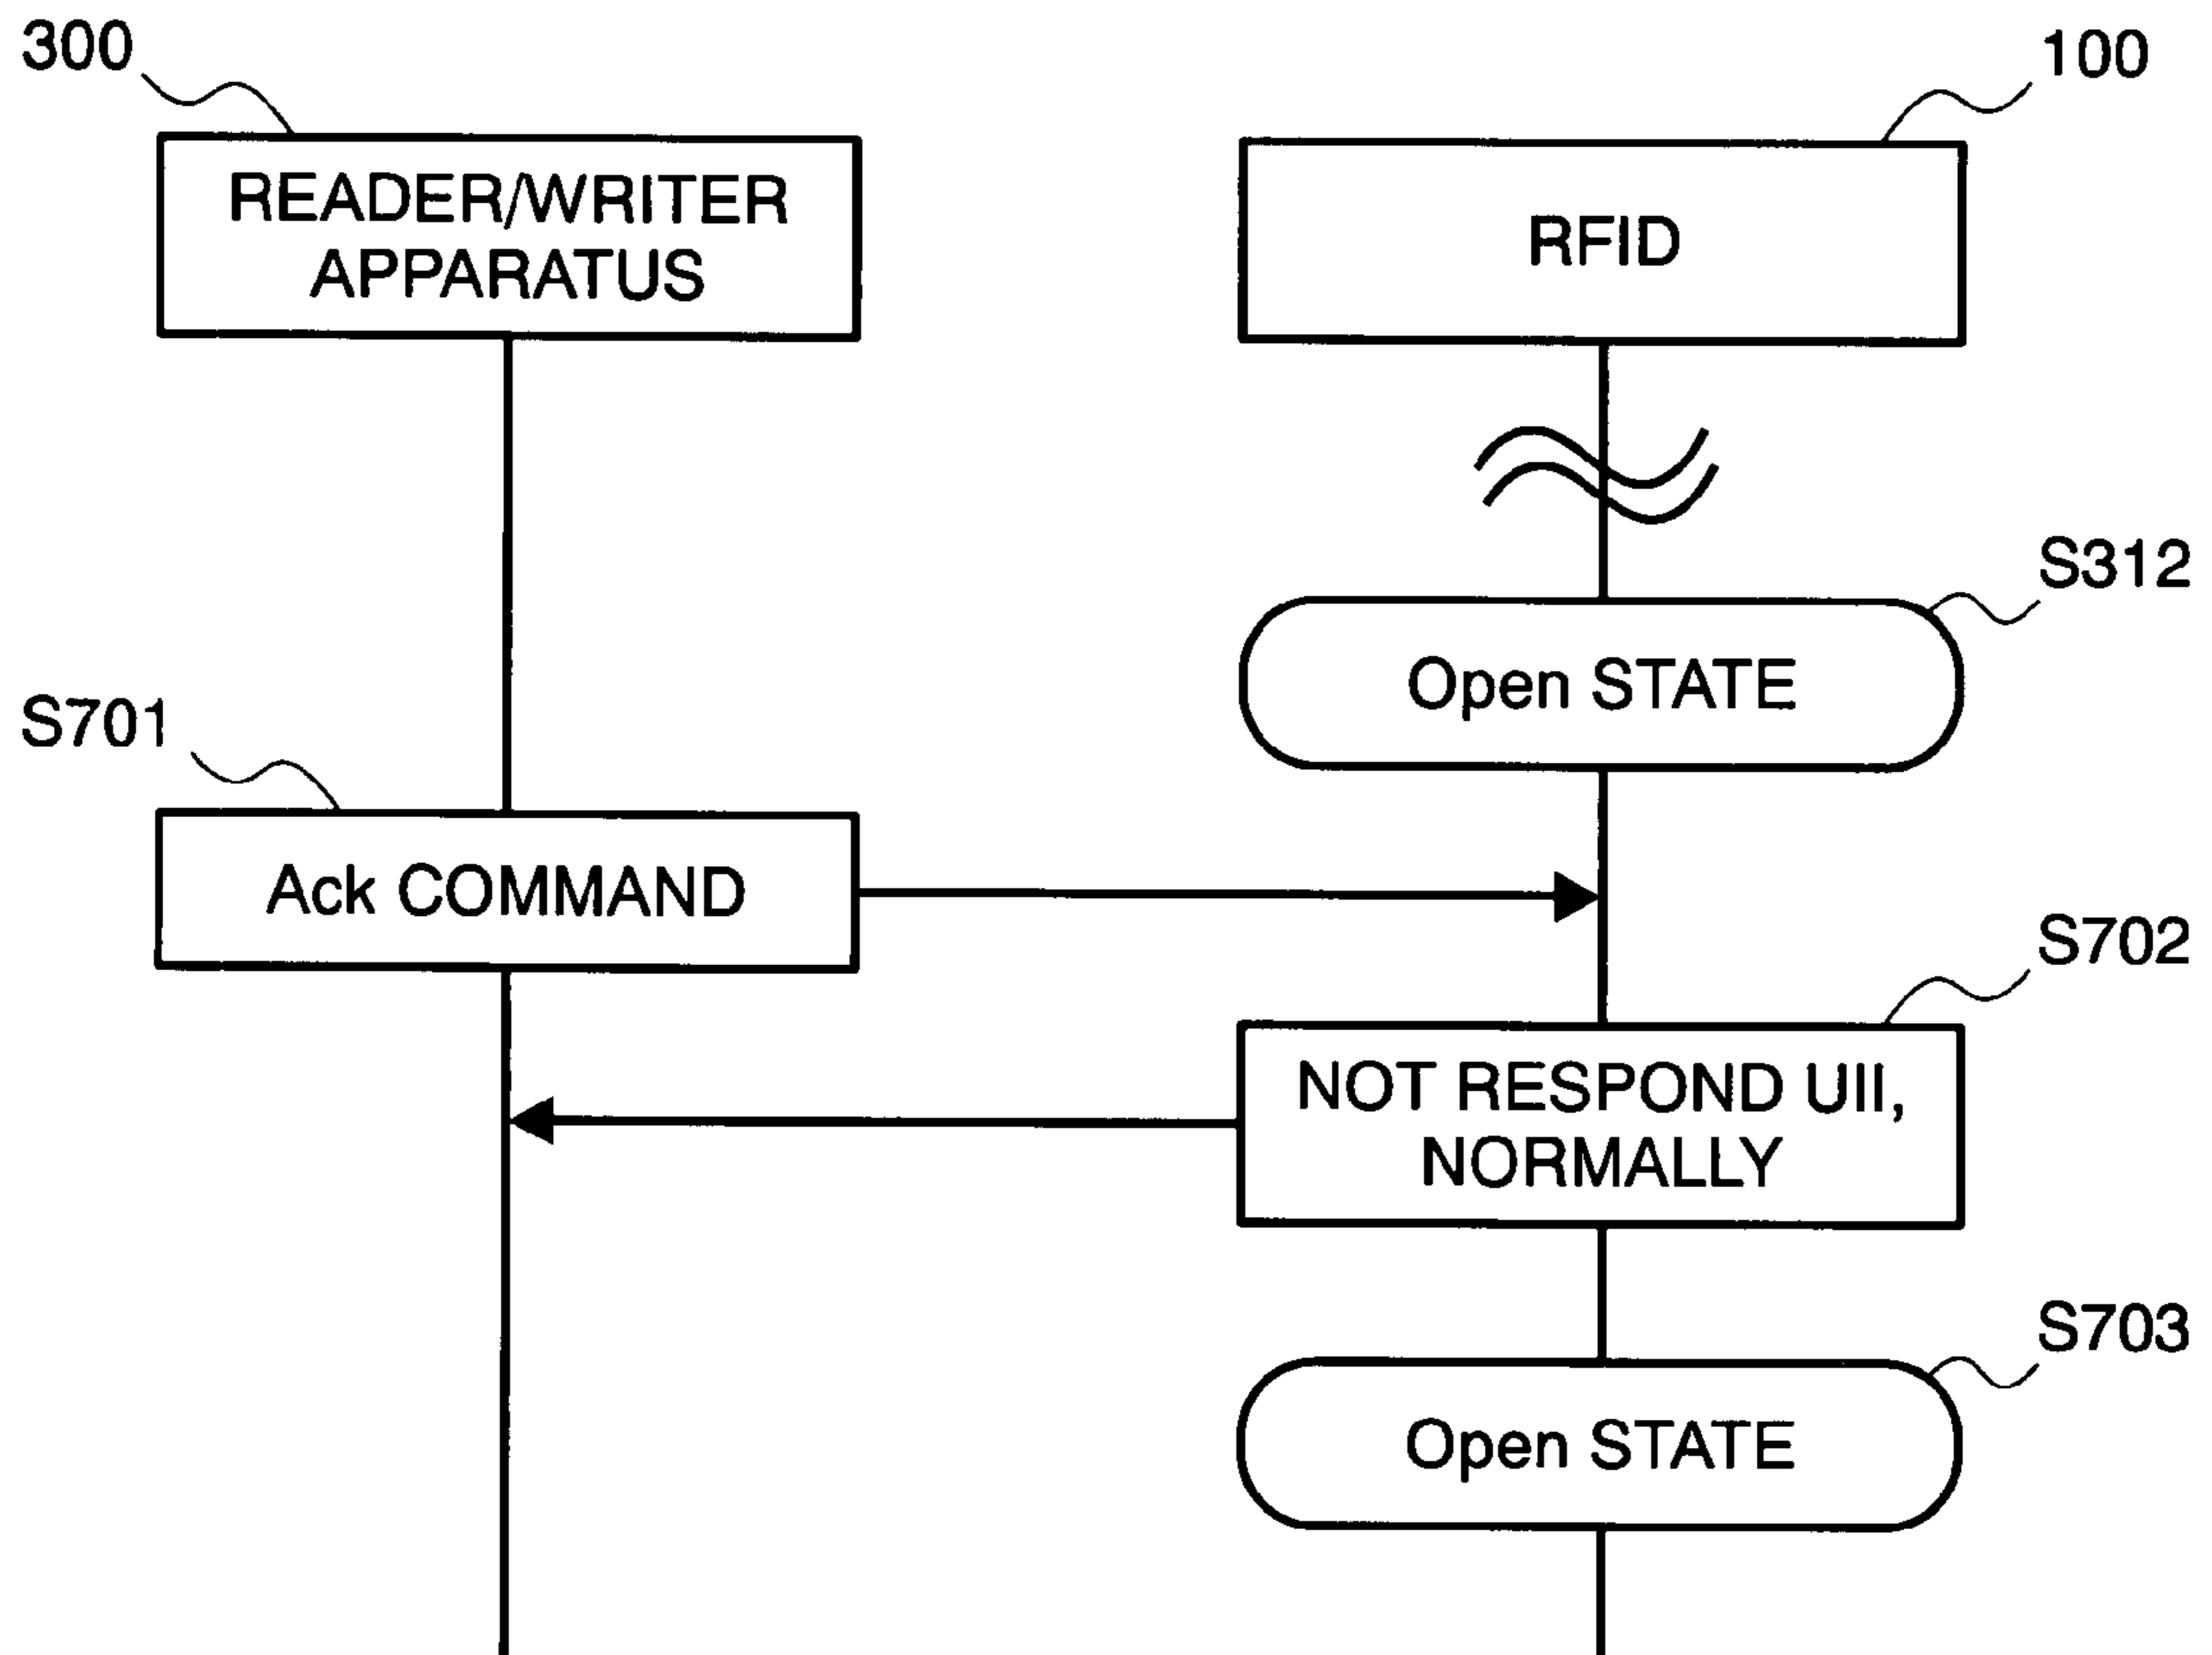 300
100
READER/WRITER
APPARATUS
RFID
S312
Open STATE
S701
Ack COMMAND
S702
NOT RESPOND UII,
NORMALLY
S703
Open STATE